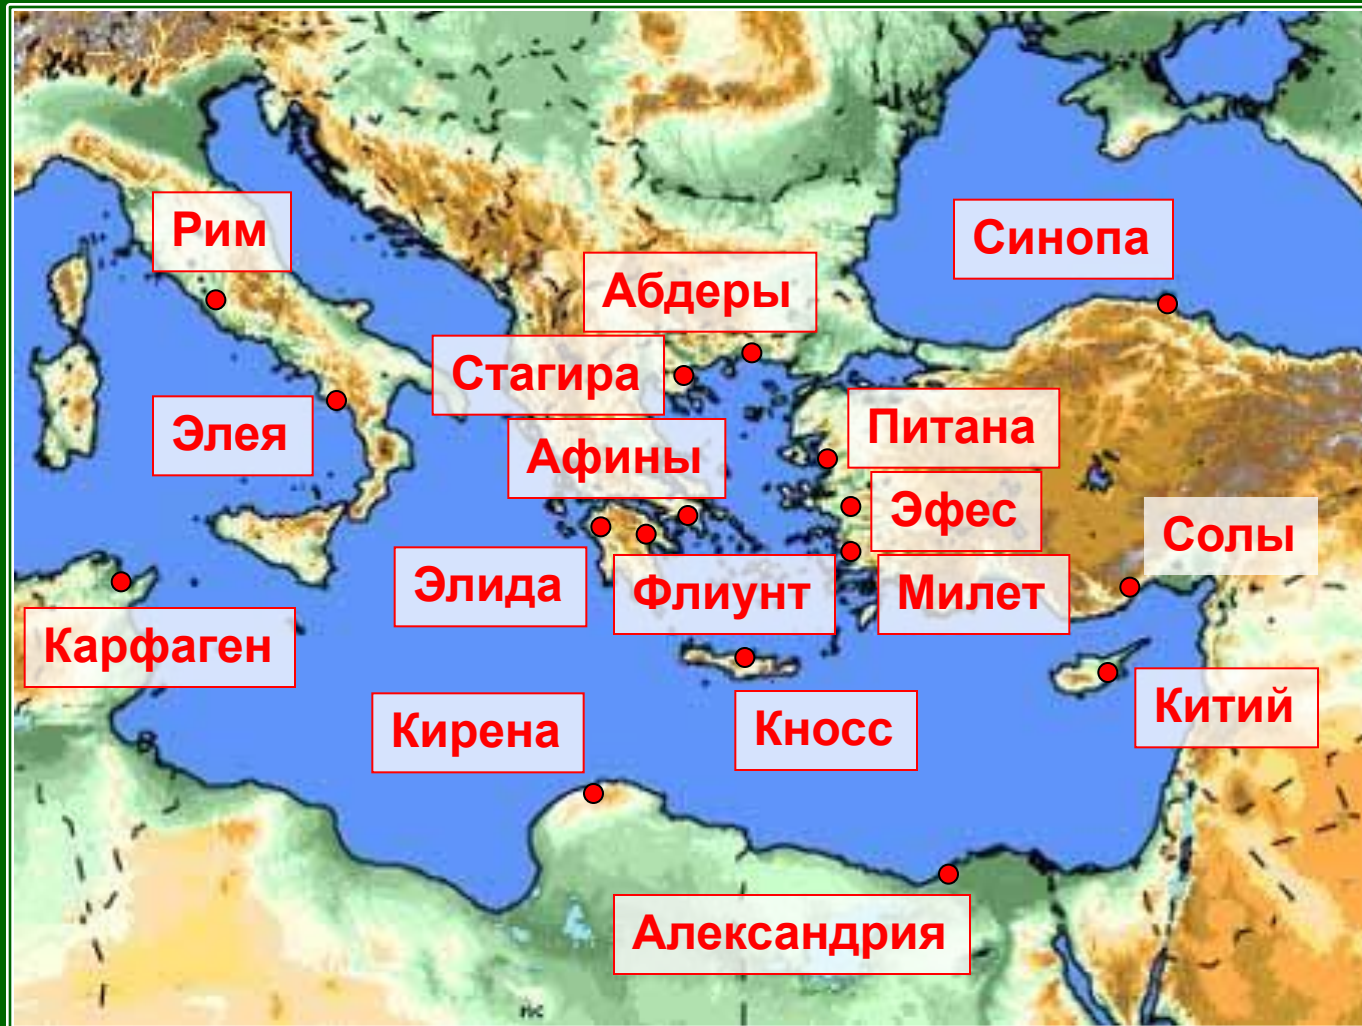 Рим
Синопа
Абдеры
Стагира
Элея
Питана
Афины
Эфес
Солы
Элида
Флиунт
Милет
Карфаген
Китий
Кирена
Кносс
Александрия